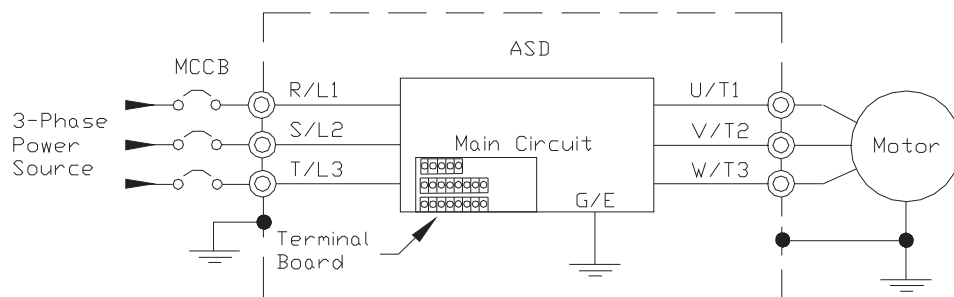 ASD
MCCB
R/L1
U/T1
3-Phase
Power
Source
S/L2
V/T2
Main Circuit
Motor
T/L3
W/T3
G/E
Terminal
Board